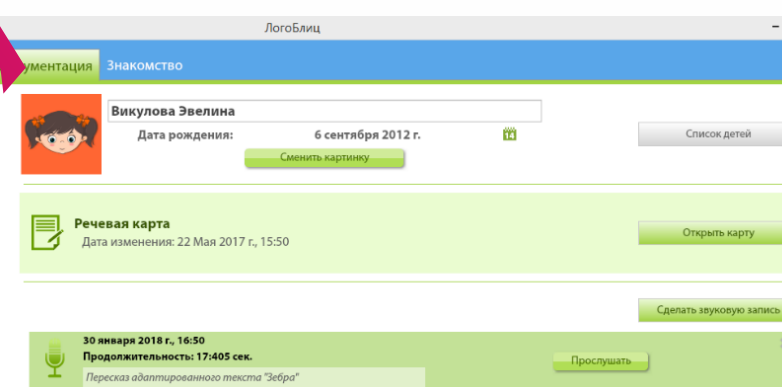 ЛогоБлиц
ументация Знакомство
Викулова Эвелина
Дата рождения: 6 сентября 2012 г. 14
Список детей
Сменить картинку
Речевая карта
Дата изменения: 22 Мая 2017 г., 15:50
Открыть карту
Сделать звуковую запись
30 января 2018 г., 16:50
Продолжительность: 17:405 сек.
Прослушать
Пересказ адаптированного текста "Зебра"